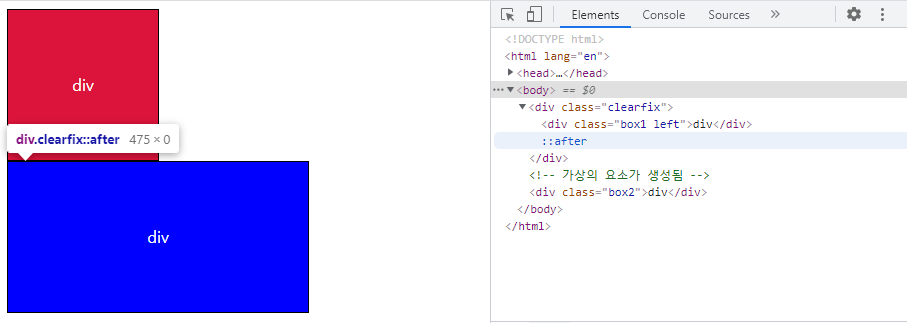 div
div.clearfix::after 475 × 0
div
Elements Console Sources »
<!DOCTYPE html>
<html lang="en">
<head>…</head>
<body> == $0
<div class="clearfix">
<div class="box1 left">div</div>
::after
</div>
<!-- 가상의 요소가 생성됨 -->
<div class="box2">div</div>
</body>
</html>